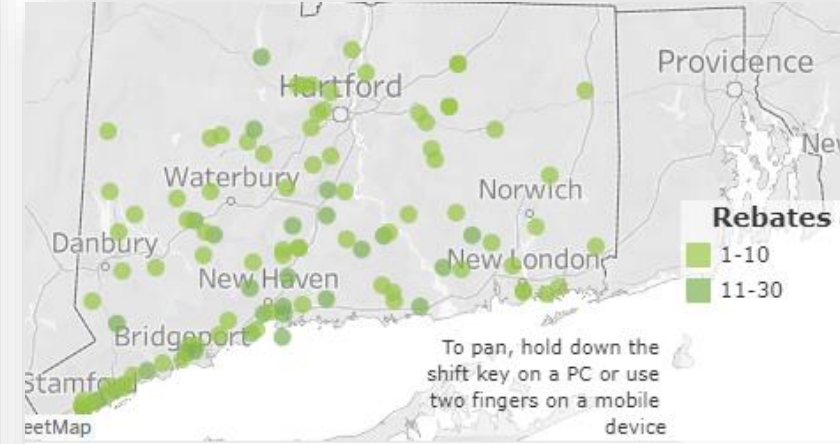 Hartford
Providence
Nev
Waterbury
Norwich
Danbury
New Haven
New London
Rebates
1-10
11-30
Bridgeport
Stamford
To pan, hold down the
shift key on a PC or use
two fingers on a mobile
device
eetMap